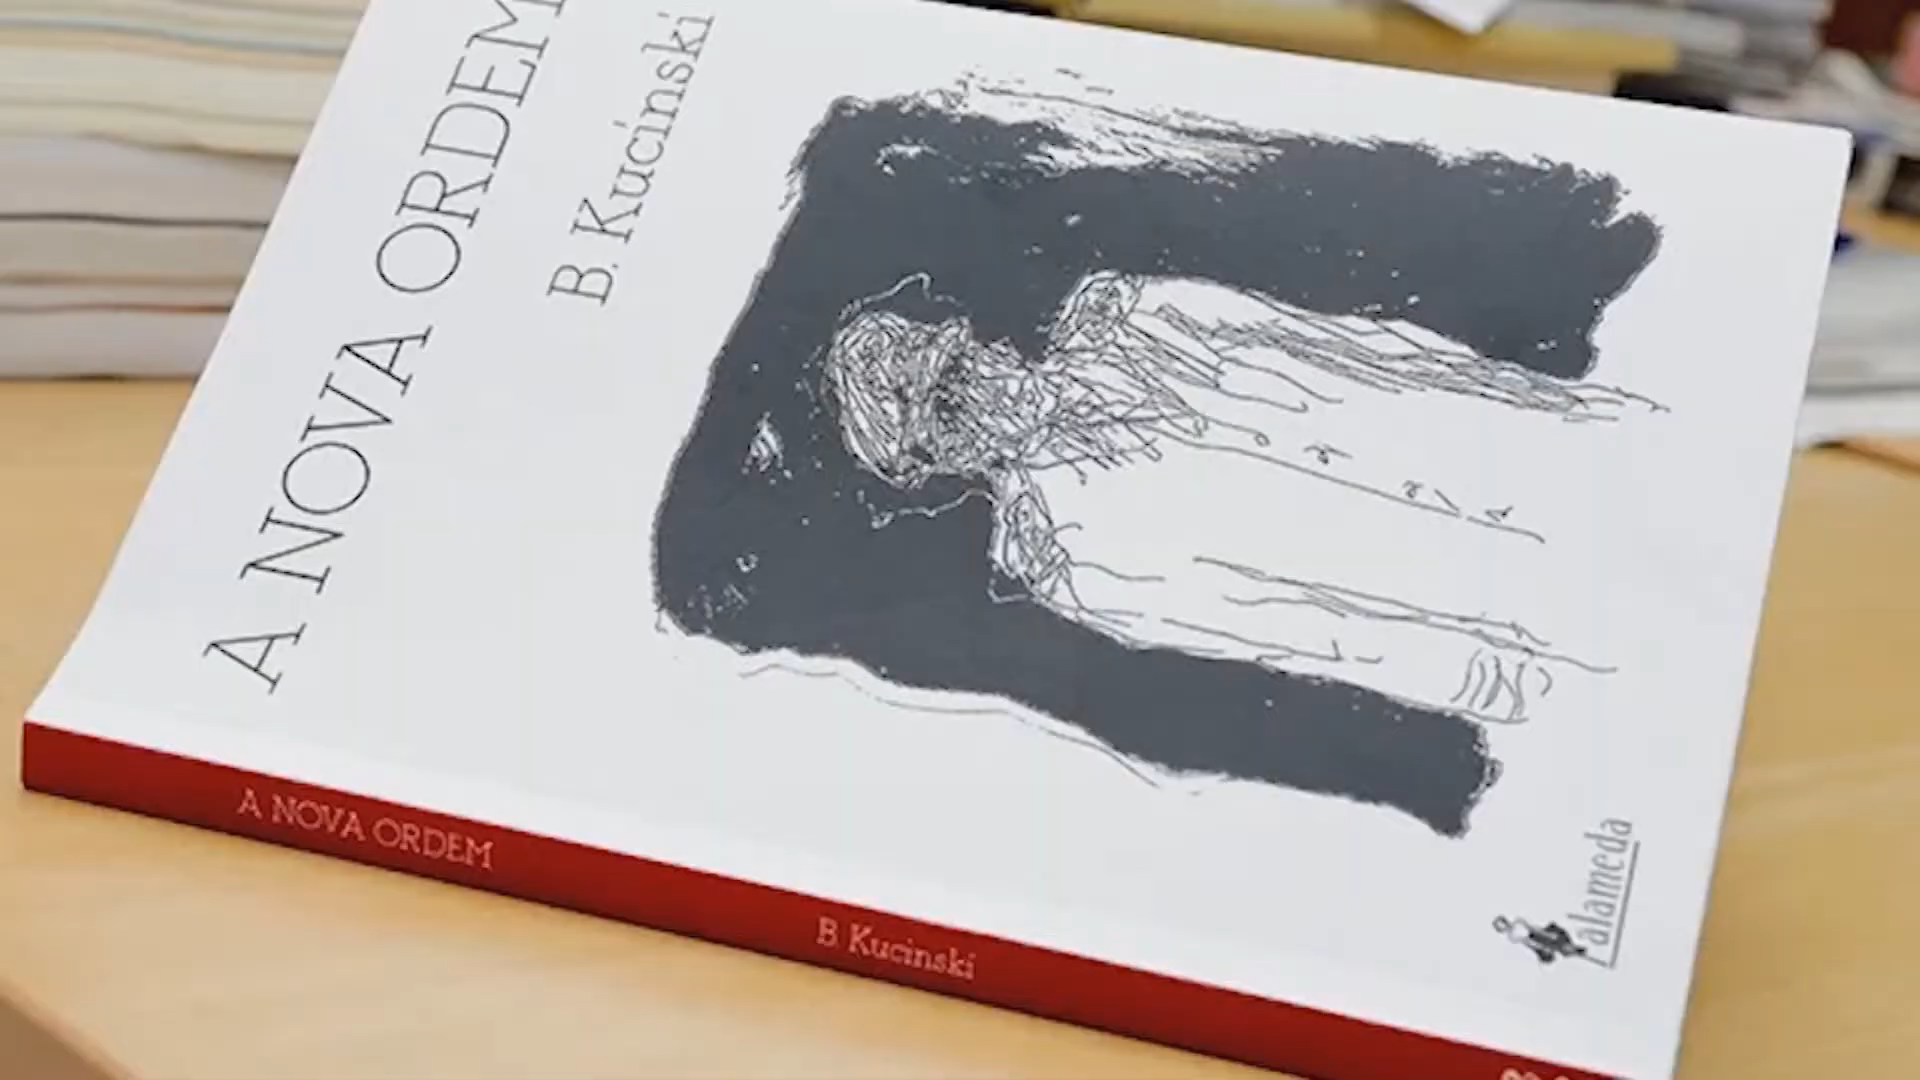 A NOVA ORDEM
B. Kucinski
alameda
A NOVA ORDEM
B. Kucinski